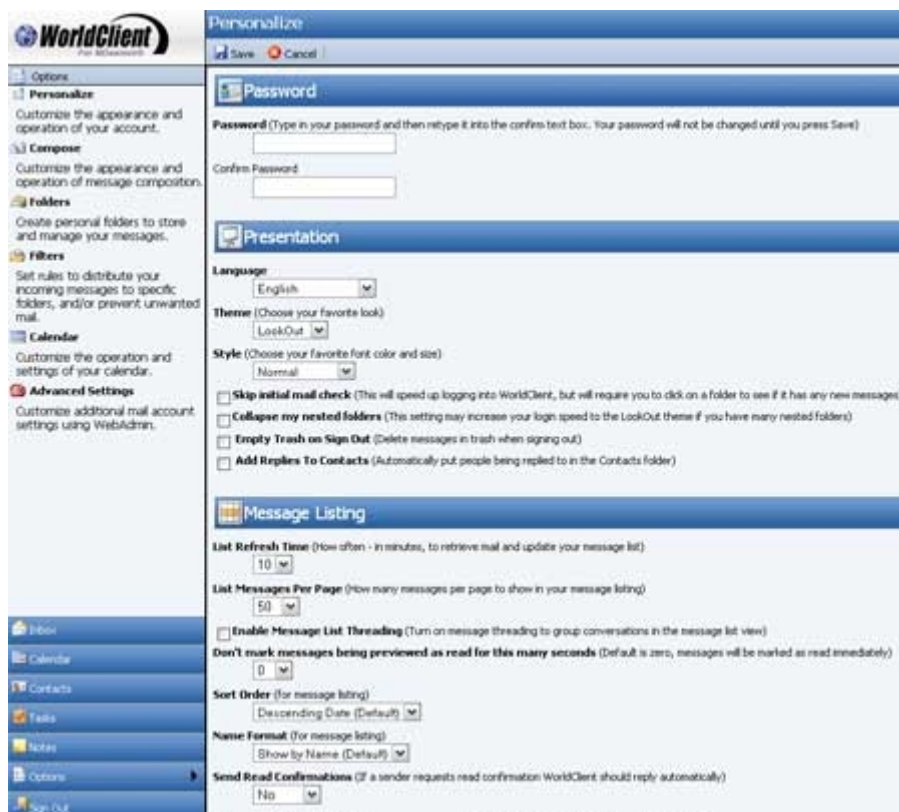 WorldClient
For MDaemon
Options
Personalize
Customize the appearance and
operation of your account.
Compose
Customize the appearance and
operation of message composition.
Folders
Create personal folders to store
and manage your messages.
Filters
Set rules to distribute your
incoming messages to specific
folders, and/or prevent unwanted
mail.
Calendar
Customize the operation and
settings of your calendar.
Advanced Settings
Customize additional mail account
settings using WebAdmin.
Inbox
Calendar
Contacts
Tasks
Notes
Options
Sign Out
Personalize
Save Cancel
Password
Password (Type in your password and then retype it into the confirm text box. Your password will not be changed until you press Save)
Confirm Password
Presentation
Language
English
Theme (Choose your favorite look)
LookOut
Style (Choose your favorite font color and size)
Normal
Skip initial mail check (This will speed up logging into WorldClient, but will require you to click on a folder to see if it has any new messages
Collapse my nested folders (This setting may increase your login speed to the LookOut theme if you have many nested folders)
Empty Trash on Sign Out (Delete messages in trash when signing out)
Add Replies To Contacts (Automatically put people being replied to in the Contacts folder)
Message Listing
List Refresh Time (How often - in minutes, to retrieve mail and update your message list)
10
List Messages Per Page (How many messages per page to show in your message listing)
50
Enable Message List Threading (Turn on message threading to group conversations in the message list view)
Don't mark messages being previewed as read for this many seconds (Default is zero, messages will be marked as read immediately)
0
Sort Order (for message listing)
Descending Date (Default)
Name Format (for message listing)
Show by Name (Default)
Send Read Confirmations (If a sender requests read confirmation WorldClient should reply automatically)
No